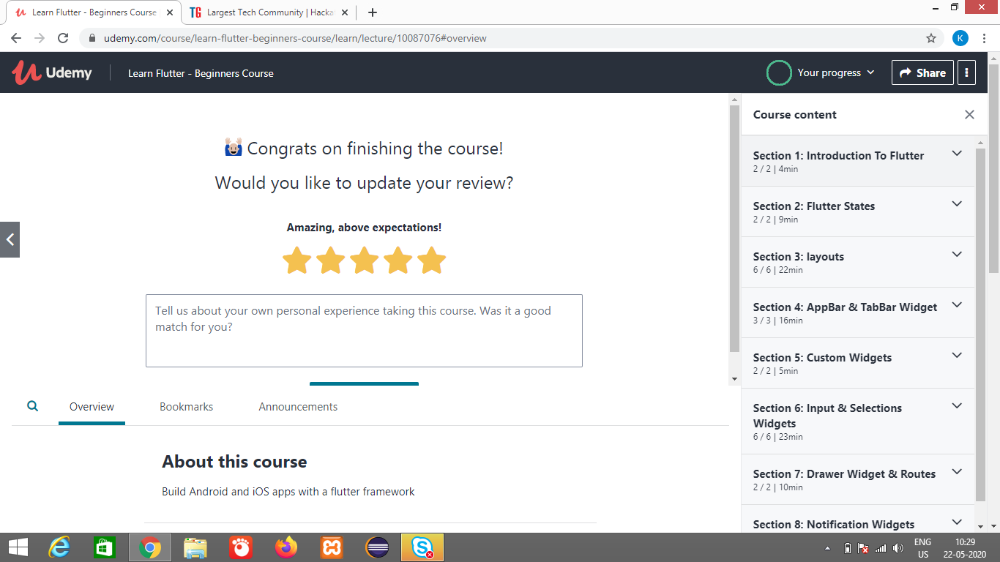 Learn Flutter - Beginners Course
Largest Tech Community | Hacka
udemy.com/course/learn-flutter-beginners-course/learn/lecture/10087076#overview
K
Udemy
Learn Flutter - Beginners Course
Your progress
Share
Congrats on finishing the course!
Would you like to update your review?
Amazing, above expectations!
Tell us about your own personal experience taking this course. Was it a good
match for you?
Overview
Bookmarks
Announcements
About this course
Build Android and iOS apps with a flutter framework
Course content
Section 1: Introduction To Flutter
2 / 2 | 4min
Section 2: Flutter States
2 / 2 | 9min
Section 3: layouts
6 / 6 | 22min
Section 4: AppBar & TabBar Widget
3 / 3 | 16min
Section 5: Custom Widgets
2 / 2 | 5min
Section 6: Input & Selections
Widgets
6 / 6 | 23min
Section 7: Drawer Widget & Routes
2 / 2 | 10min
Section 8: Notification Widgets
ENG
US
10:29
22-05-2020